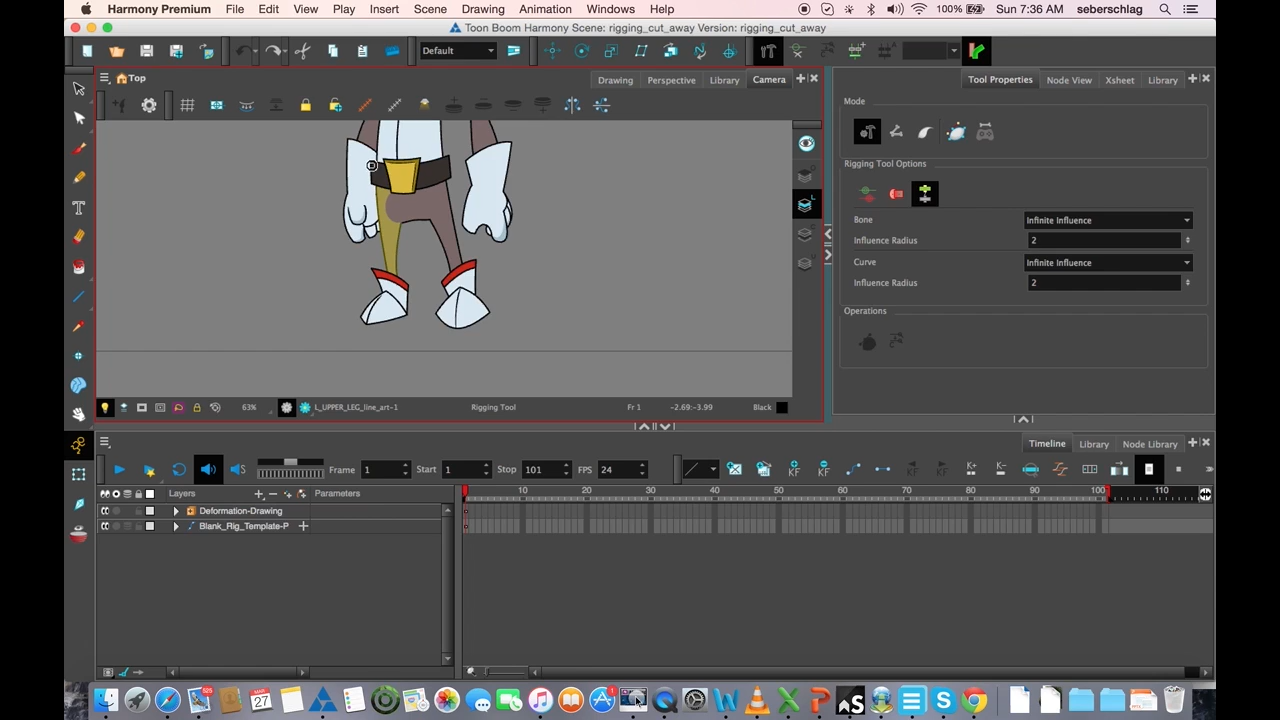 Harmony Premium File Edit View Play Insert Scene Drawing Animation Windows Help 100% Sun 7:36 AM seberschlag
Toon Boom Harmony Scene: rigging_cut_away Version: rigging_cut_away
Default
Top Drawing Perspective Library Camera
Tool Properties Node View Xsheet Library
Mode
Rigging Tool Options
Bone Infinite Influence
Influence Radius 2
Curve Infinite Influence
Influence Radius 2
Operations
63% L_UPPER_LEG_line_art-1 Rigging Tool Fr 1 -2.69:-3.99 Black
Timeline Library Node Library
Frame 1 Start 1 Stop 101 FPS 24
Layers Parameters 10 20 30 40 50 60 70 80 90 100 110
Deformation-Drawing
Blank_Rig_Template-P